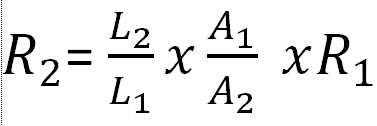 R₂= L₂/L₁ x A₁/A₂ xR₁